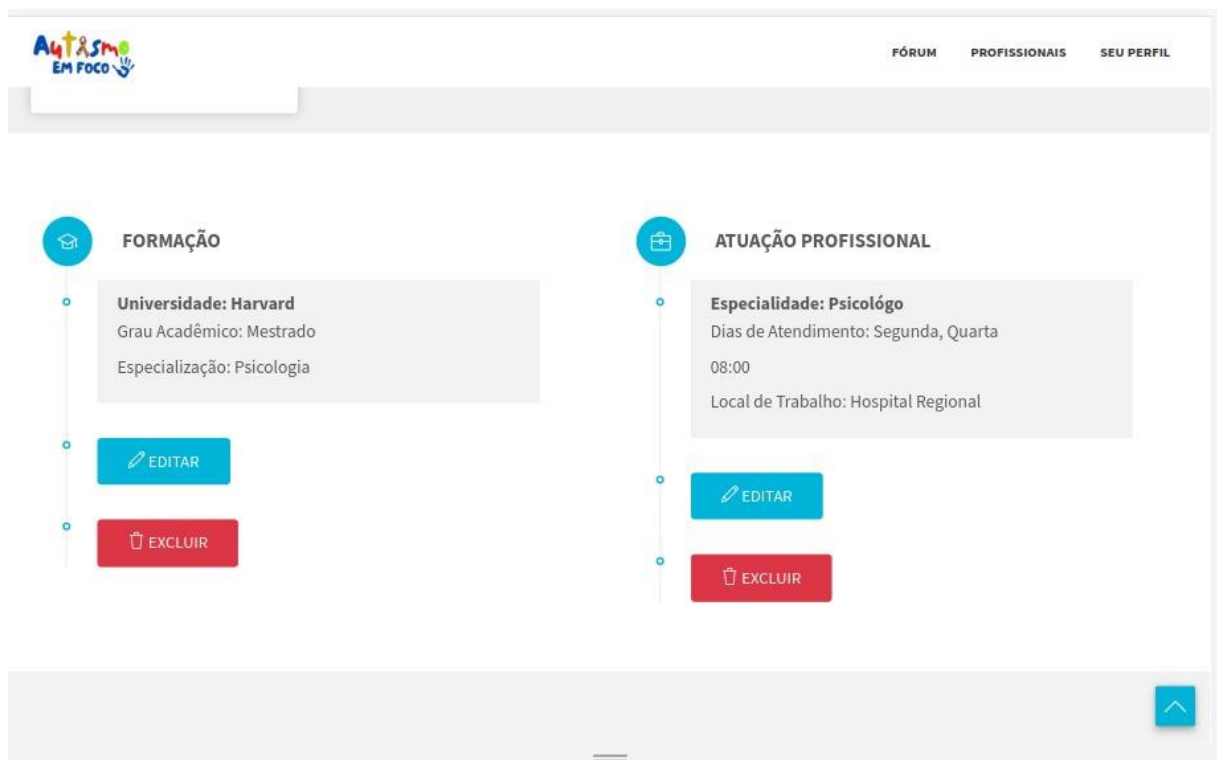 Autismo
EM FOCO
FÓRUM
PROFISSIONAIS
SEU PERFIL
FORMAÇÃO
Universidade: Harvard
Grau Acadêmico: Mestrado
Especialização: Psicologia
EDITAR
EXCLUIR
ATUAÇÃO PROFISSIONAL
Especialidade: Psicológo
Dias de Atendimento: Segunda, Quarta
08:00
Local de Trabalho: Hospital Regional
EDITAR
EXCLUIR